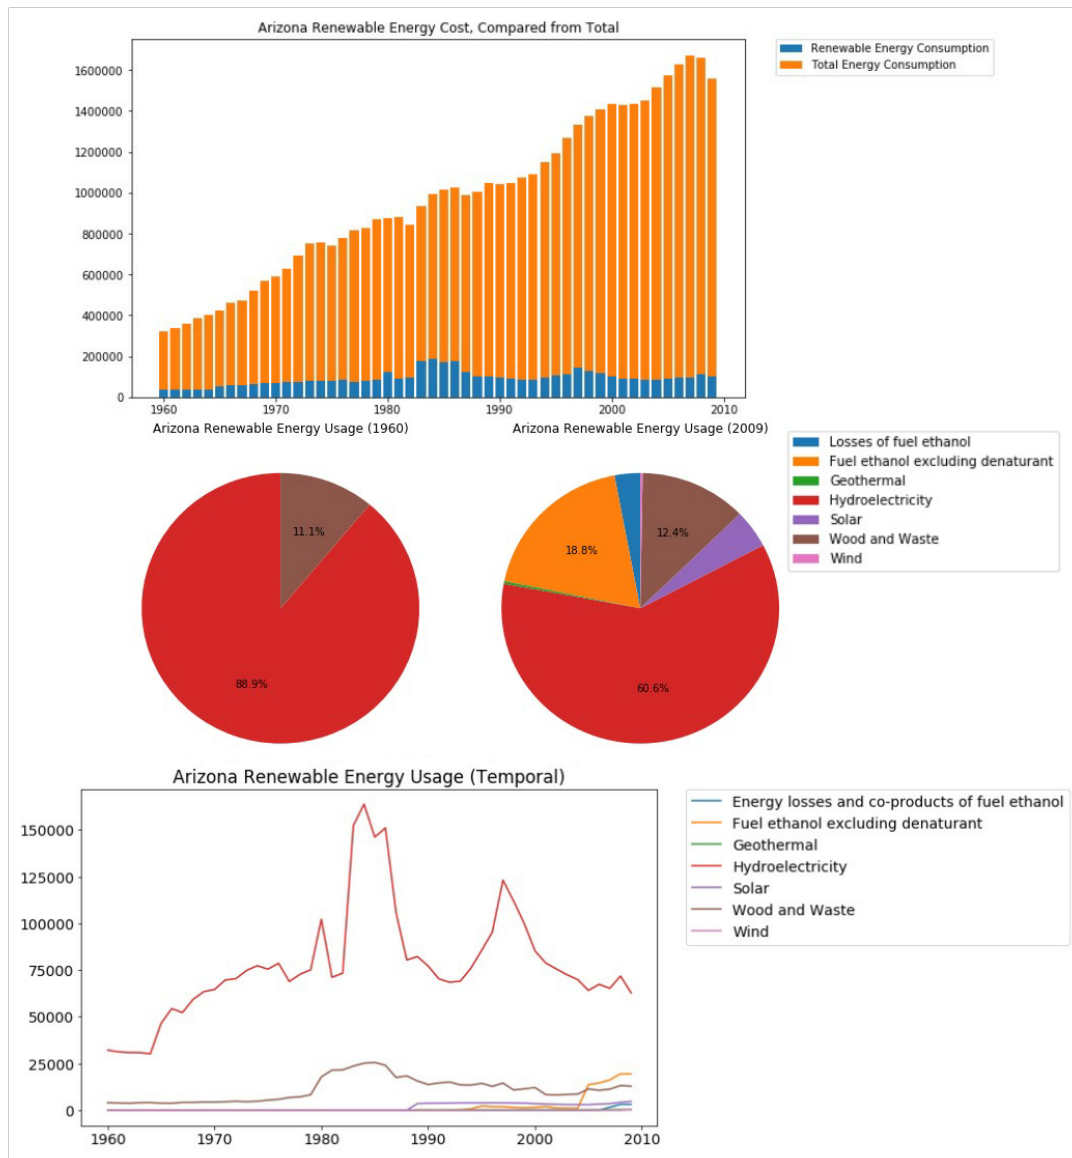 Arizona Renewable Energy Cost, Compared from Total
Renewable Energy Consumption
Total Energy Consumption
1600000
1400000
1200000
1000000
800000
600000
400000
200000
0
1960 1970 1980 1990 2000 2010
Arizona Renewable Energy Usage (1960)
Arizona Renewable Energy Usage (2009)
Losses of fuel ethanol
Fuel ethanol excluding denaturant
Geothermal
Hydroelectricity
Solar
Wood and Waste
Wind
11.1%
88.9%
18.8%
12.4%
60.6%
Arizona Renewable Energy Usage (Temporal)
Energy losses and co-products of fuel ethanol
Fuel ethanol excluding denaturant
Geothermal
Hydroelectricity
Solar
Wood and Waste
Wind
150000
125000
100000
75000
50000
25000
0
1960 1970 1980 1990 2000 2010